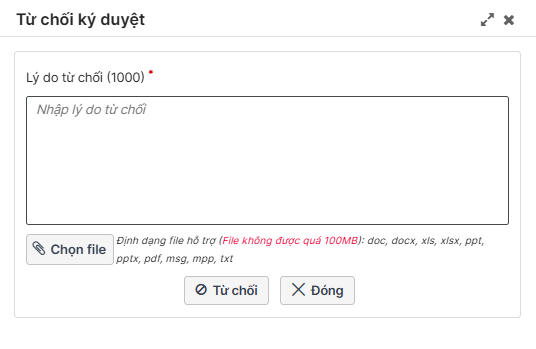 Từ chối ký duyệt
Lý do từ chối (1000) *
Nhập lý do từ chối
Chọn file
Định dạng file hỗ trợ (File không được quá 100MB): doc, docx, xls, xlsx, ppt,
pptx, pdf, msg, mpp, txt
Từ chối
Đóng